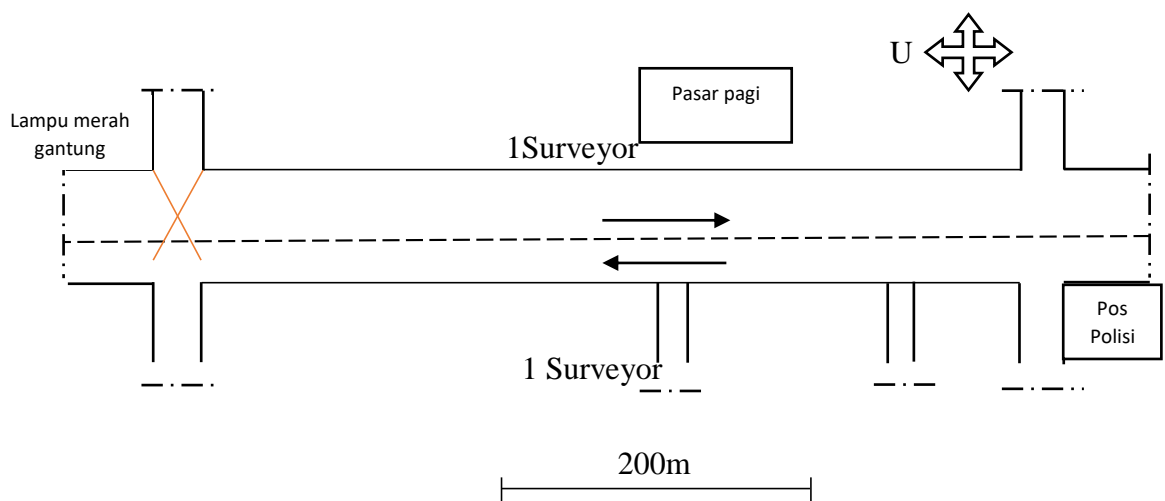 U
Pasar pagi
Lampu merah
gantung
1Surveyor
Pos
Polisi
1 Surveyor
200m